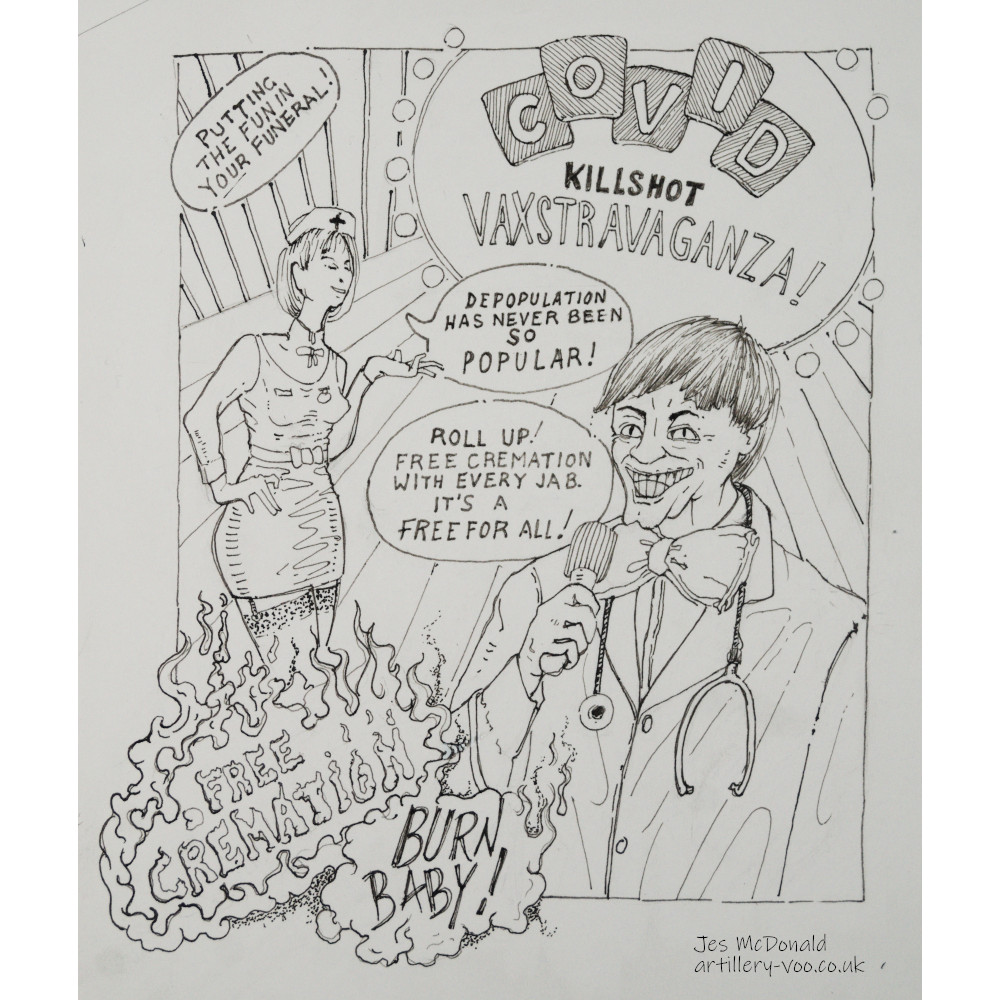 PUTTING
THE FUN IN
YOUR FUNERAL!
COVID
KILLSHOT
VAXSTRAVAGANZA!
DEPOPULATION
HAS NEVER BEEN
SO
POPULAR!
ROLL UP!
FREE CREMATION
WITH EVERY JAB.
IT'S A
FREE FOR ALL!
FREE
CREMATION
BURN
BABY!
Jes McDonald
artillery-voo.co.uk